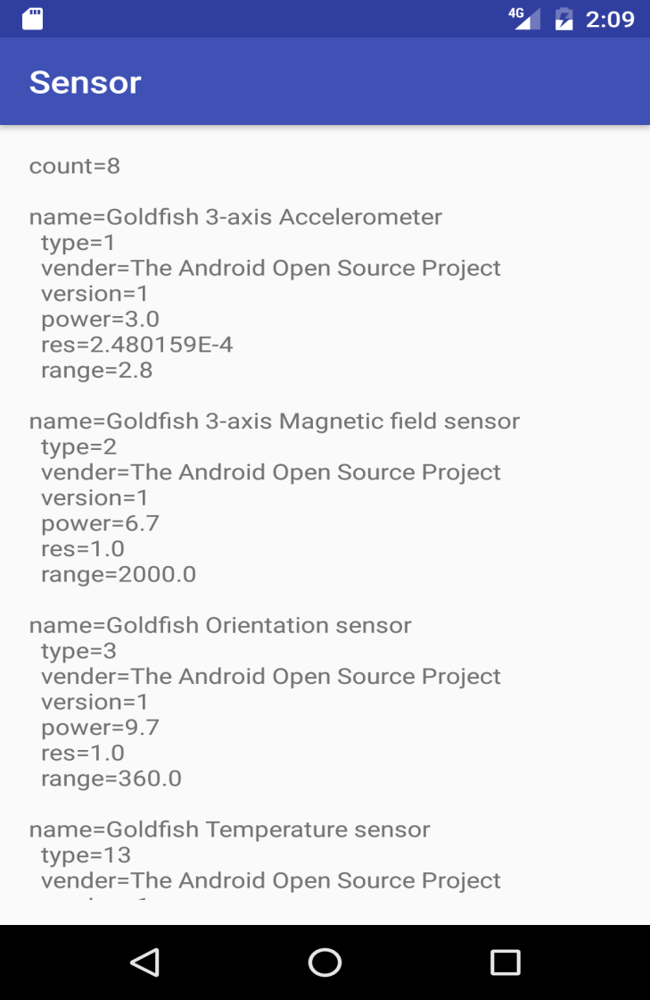 4G 2:09
Sensor
count=8
name=Goldfish 3-axis Accelerometer
type=1
vender=The Android Open Source Project
version=1
power=3.0
res=2.480159E-4
range=2.8
name=Goldfish 3-axis Magnetic field sensor
type=2
vender=The Android Open Source Project
version=1
power=6.7
res=1.0
range=2000.0
name=Goldfish Orientation sensor
type=3
vender=The Android Open Source Project
version=1
power=9.7
res=1.0
range=360.0
name=Goldfish Temperature sensor
type=13
vender=The Android Open Source Project